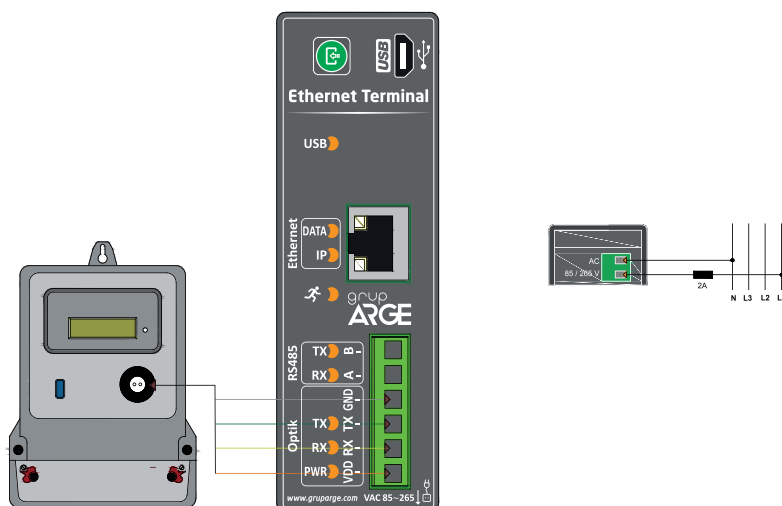 USB
Ethernet Terminal
USB
Ethernet
DATA
IP
grup
ARGE
RS485
TX B -
RX A -
Optik
GND -
TX TX -
RX RX -
PWR VDD -
www.gruparge.com VAC 85~265
AC
85 / 265 V
2A
N L3 L2 L